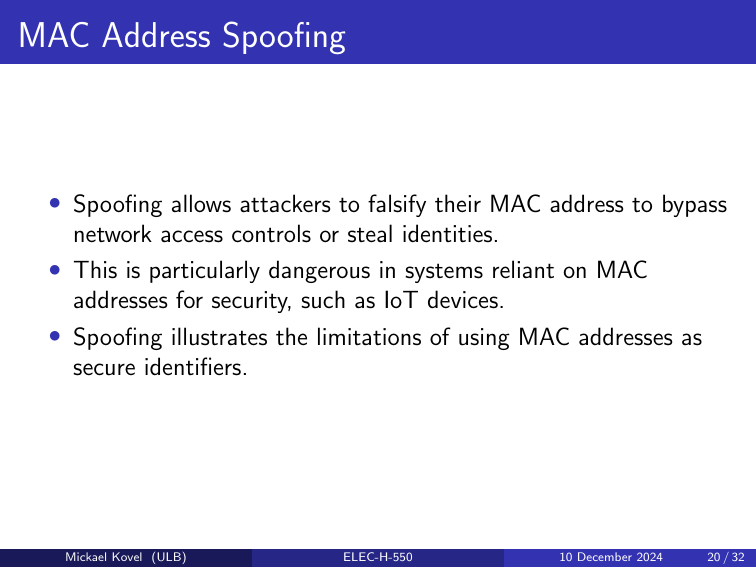 MAC Address Spoofing
• Spoofing allows attackers to falsify their MAC address to bypass
network access controls or steal identities.
• This is particularly dangerous in systems reliant on MAC
addresses for security, such as IoT devices.
• Spoofing illustrates the limitations of using MAC addresses as
secure identifiers.
Mickael Kovel (ULB) ELEC-H-550 10 December 2024 20 / 32